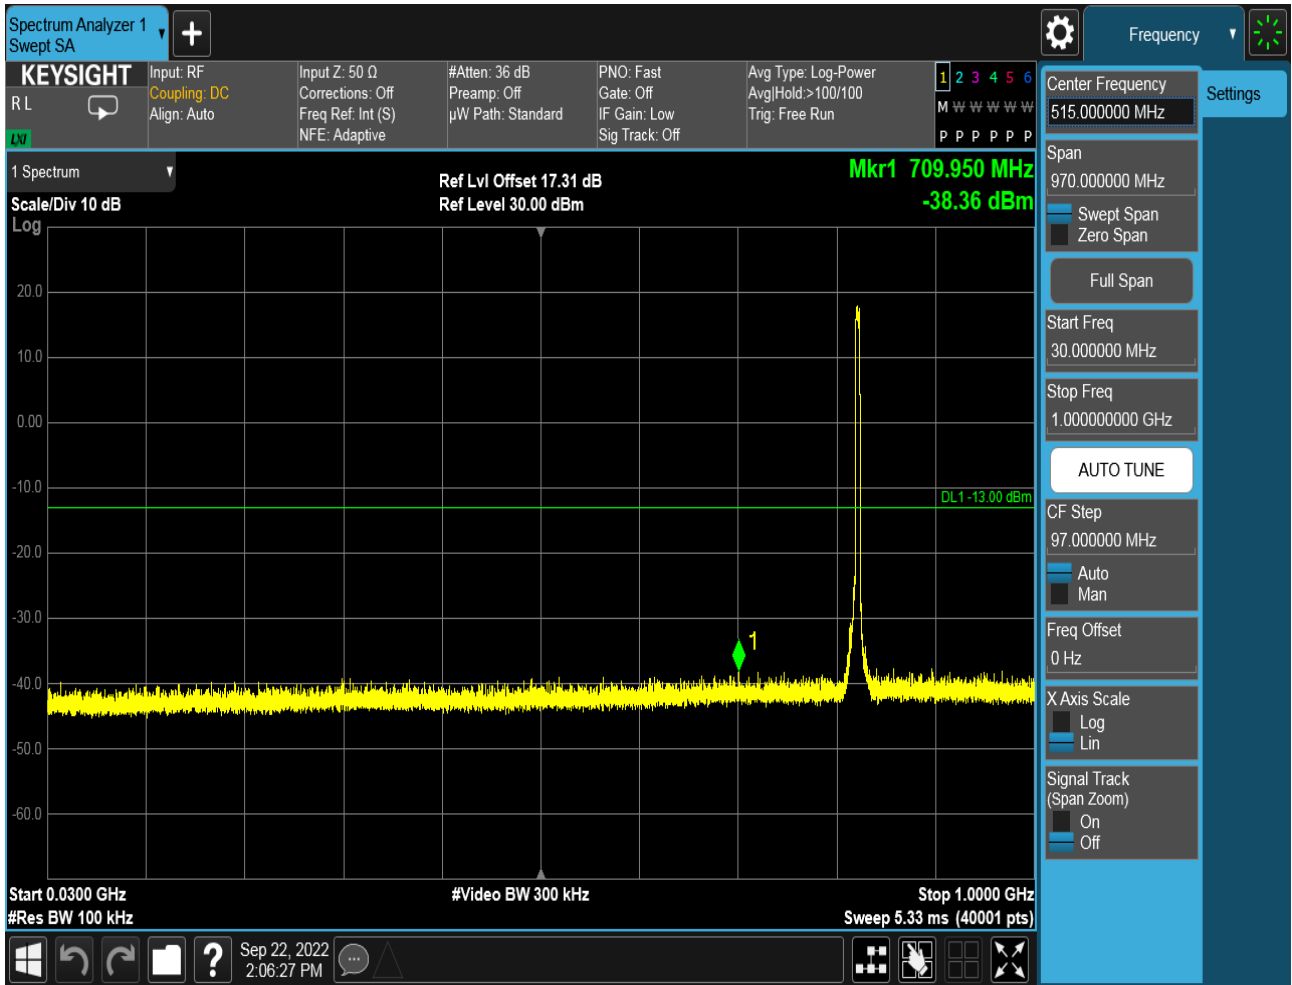 Spectrum Analyzer 1
Swept SA
+
Frequency
KEYSIGHT
R L
LXI
Input: RF
Coupling: DC
Align: Auto
Input Z: 50 Ω
Corrections: Off
Freq Ref: Int (S)
NFE: Adaptive
#Atten: 36 dB
Preamp: Off
µW Path: Standard
PNO: Fast
Gate: Off
IF Gain: Low
Sig Track: Off
Avg Type: Log-Power
Avg|Hold:>100/100
Trig: Free Run
1 2 3 4 5 6
M W W W W W
P P P P P P
1 Spectrum
Scale/Div 10 dB
Log
Ref Lvl Offset 17.31 dB
Ref Level 30.00 dBm
Mkr1 709.950 MHz
-38.36 dBm
20.0
10.0
0.00
-10.0
-20.0
-30.0
-40.0
-50.0
-60.0
DL1 -13.00 dBm
1
Start 0.0300 GHz
#Res BW 100 kHz
#Video BW 300 kHz
Stop 1.0000 GHz
Sweep 5.33 ms (40001 pts)
Center Frequency
515.000000 MHz
Span
970.000000 MHz
Swept Span
Zero Span
Full Span
Start Freq
30.000000 MHz
Stop Freq
1.000000000 GHz
AUTO TUNE
CF Step
97.000000 MHz
Auto
Man
Freq Offset
0 Hz
X Axis Scale
Log
Lin
Signal Track
(Span Zoom)
On
Off
Settings
?
Sep 22, 2022
2:06:27 PM